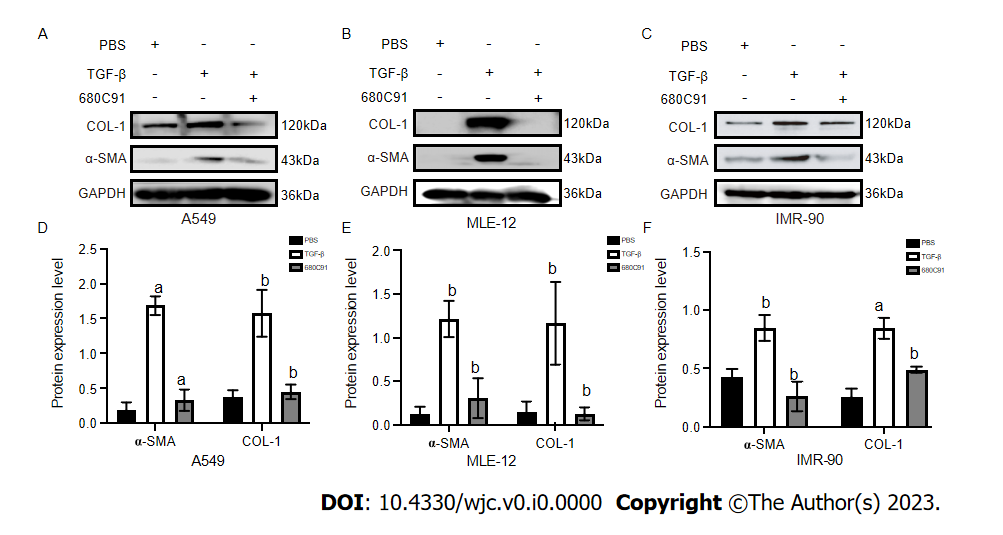 A
PBS + - -
TGF-β - + +
680C91 - - +
COL-1 120kDa
α-SMA 43kDa
GAPDH 36kDa
A549
B
PBS + - -
TGF-β - + +
680C91 - - +
COL-1 120kDa
α-SMA 43kDa
GAPDH 36kDa
MLE-12
C
PBS + - -
TGF-β - + +
680C91 - - +
COL-1 120kDa
α-SMA 43kDa
GAPDH 36kDa
IMR-90
D
PBS
TGF-β
680C91
Protein expression level
2.5
2.0
1.5
1.0
0.5
0.0
a
a
b
b
α-SMA COL-1
A549
E
PBS
TGF-β
680C91
Protein expression level
2.0
1.5
1.0
0.5
0.0
b
b
b
b
α-SMA COL-1
MLE-12
F
PBS
TGF-β
680C91
Protein expression level
1.5
1.0
0.5
0.0
b
b
a
b
α-SMA COL-1
IMR-90
DOI: 10.4330/wjc.v0.i0.0000 Copyright ©The Author(s) 2023.